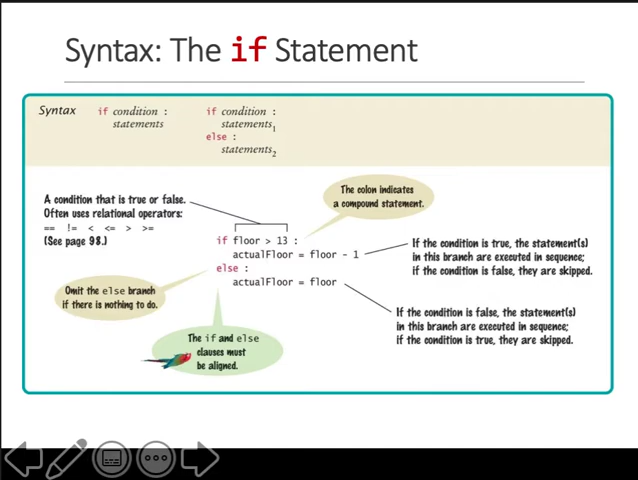 Syntax: The if Statement
Syntax
if condition :
statements
if condition :
statements1
else :
statements2
A condition that is true or false.
Often uses relational operators:
== != < <= > >=
(See page 98.)
The colon indicates
a compound statement.
if floor > 13 :
actualFloor = floor - 1
else :
actualFloor = floor
If the condition is true, the statement(s)
in this branch are executed in sequence;
if the condition is false, they are skipped.
Omit the else branch
if there is nothing to do.
If the condition is false, the statement(s)
in this branch are executed in sequence;
if the condition is true, they are skipped.
The if and else
clauses must
be aligned.